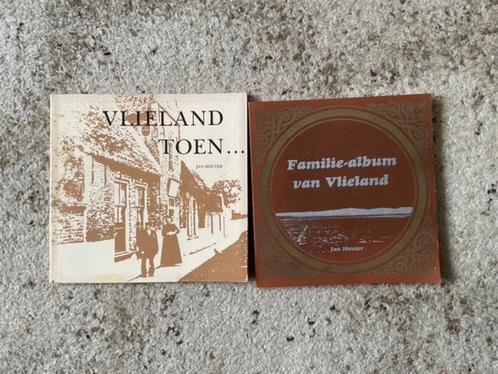 VLIELAND
TOEN...
JAN HOUTER
Familie-album
van Vlieland
Jan Houter